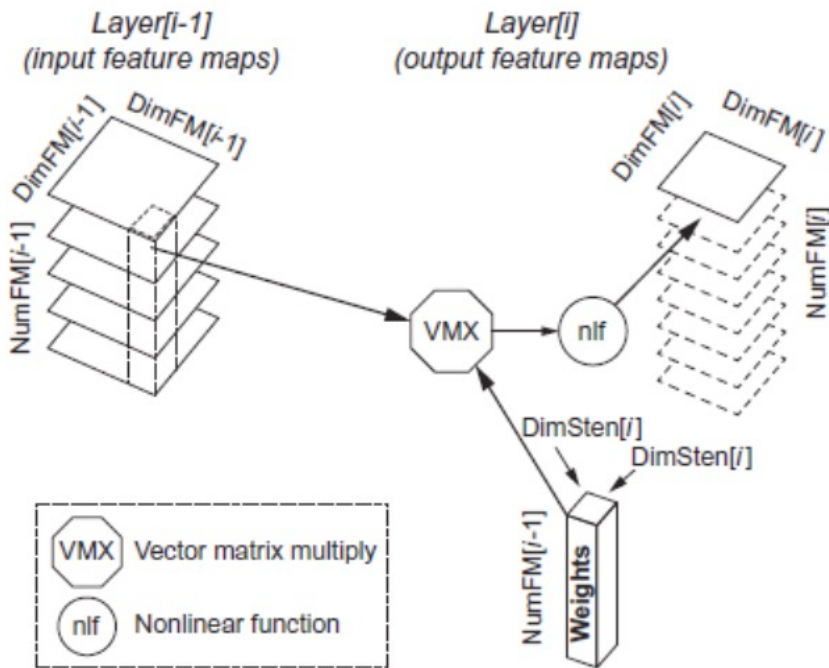 Layer[i-1]
(input feature maps)
Layer[i]
(output feature maps)
DimFM[i-1]
DimFM[i-1]
NumFM[i-1]
DimFM[i]
DimFM[i]
NumFM[i]
VMX
nlf
DimSten[i]
DimSten[i]
NumFM[i-1]
Weights
VMX
Vector matrix multiply
nlf
Nonlinear function